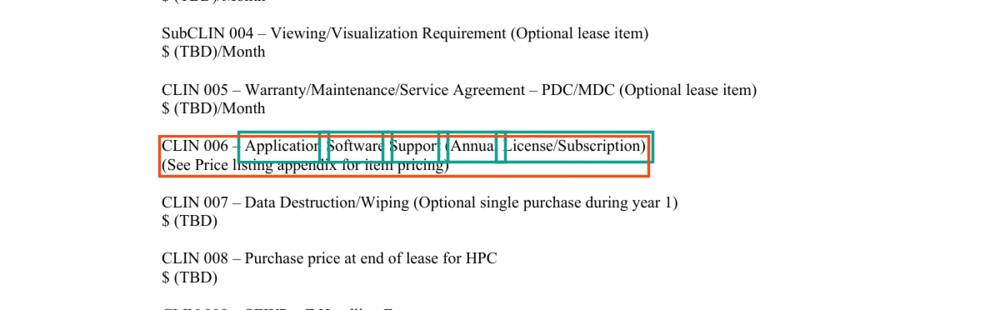 SubCLIN 004 – Viewing/Visualization Requirement (Optional lease item)
$ (TBD)/Month
CLIN 005 – Warranty/Maintenance/Service Agreement – PDC/MDC (Optional lease item)
$ (TBD)/Month
CLIN 006 – Application Software Support (Annual License/Subscription)
(See Price listing appendix for item pricing)
CLIN 007 – Data Destruction/Wiping (Optional single purchase during year 1)
$ (TBD)
CLIN 008 – Purchase price at end of lease for HPC
$ (TBD)